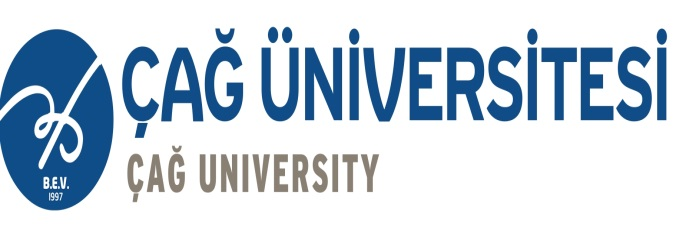 ÇAĞ ÜNİVERSİTESİ
ÇAĞ UNIVERSITY
B.E.V.
1997